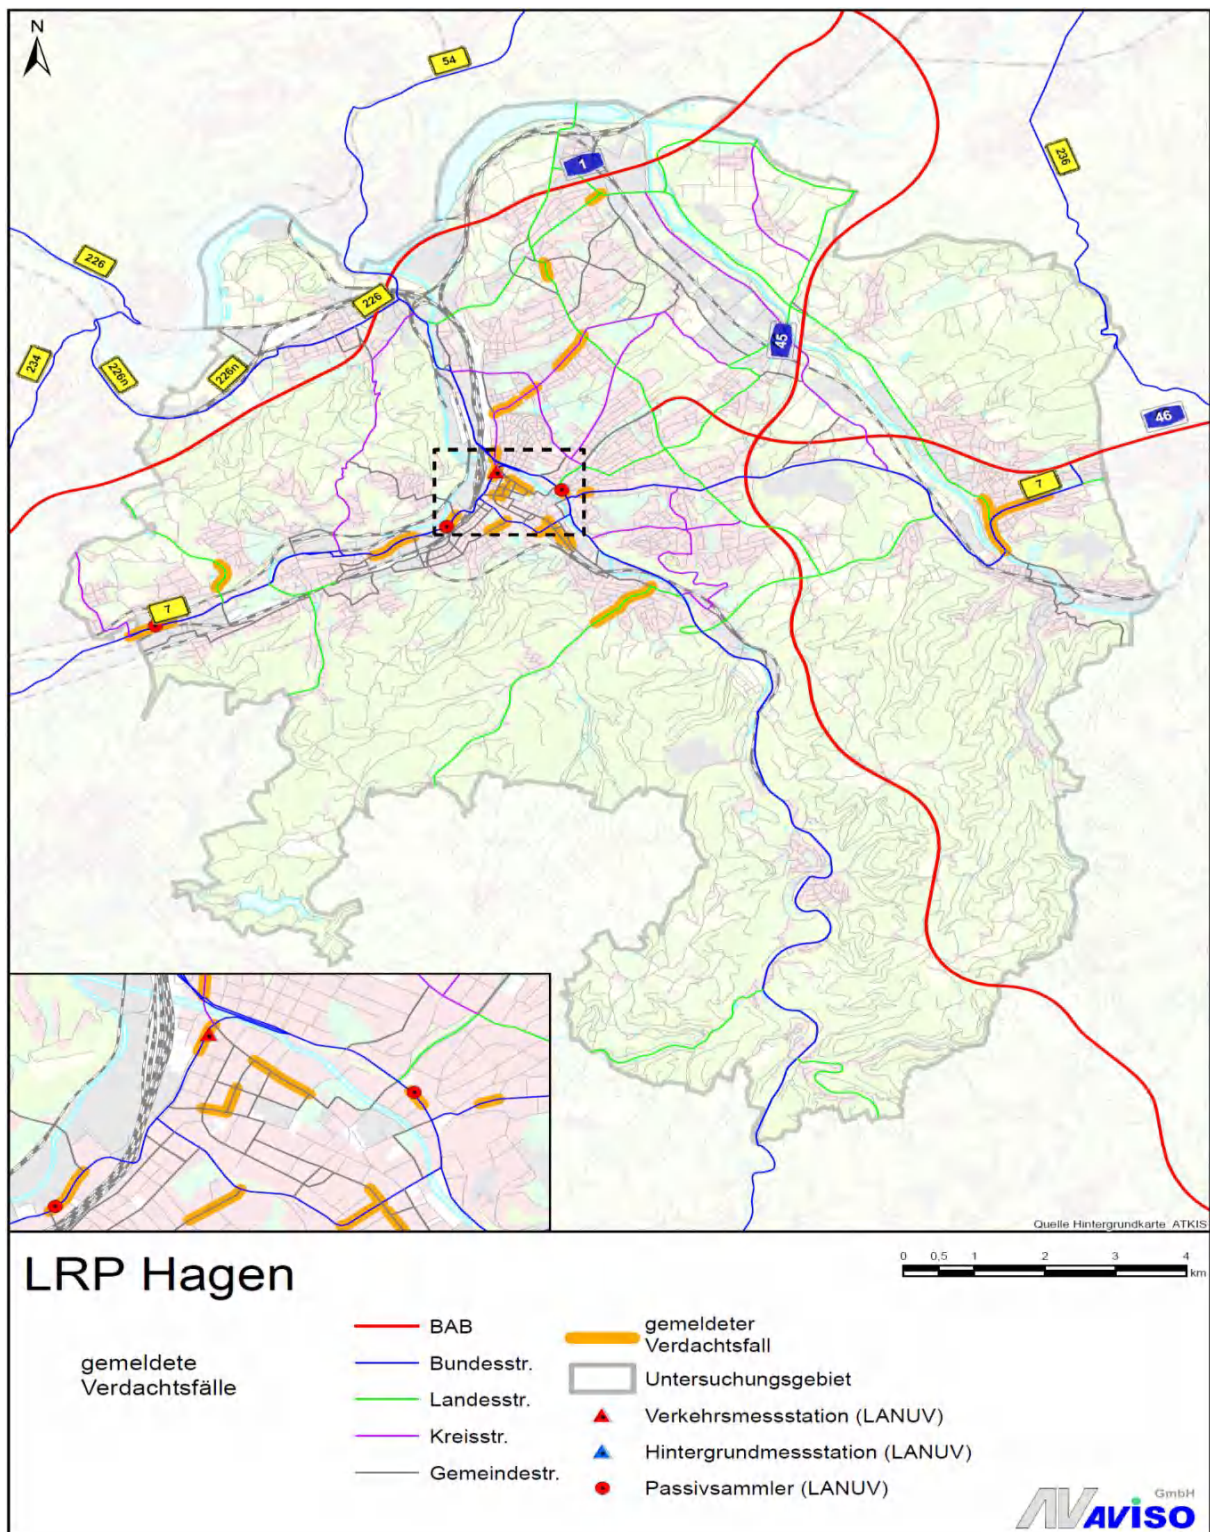 N
54
1
236
226
226
234
226n
226n
45
46
7
7
Quelle Hintergrundkarte ATKIS
LRP Hagen
0 0,5 1 2 3 4
km
gemeldete
Verdachtsfälle
BAB
Bundesstr.
Landesstr.
Kreisstr.
Gemeindestr.
gemeldeter
Verdachtsfall
Untersuchungsgebiet
Verkehrsmessstation (LANUV)
Hintergrundmessstation (LANUV)
Passivsammler (LANUV)
GmbH
AVISO